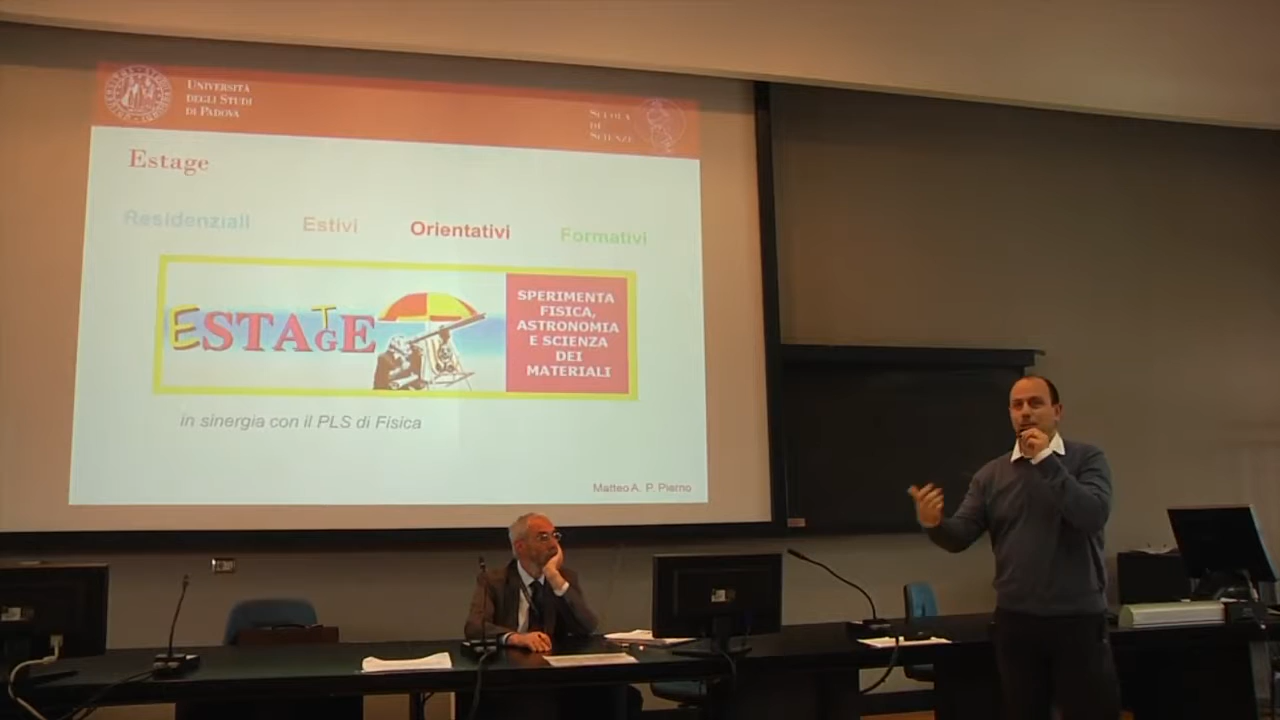 UNIVERSITÀ
DEGLI STUDI
DI PADOVA
SCUOLA
DI
SCIENZE
Estage
Residenziali Estivi Orientativi Formativi
ESTATGE
SPERIMENTA
FISICA,
ASTRONOMIA
E SCIENZA
DEI
MATERIALI
in sinergia con il PLS di Fisica
Matteo A. P. Pierno